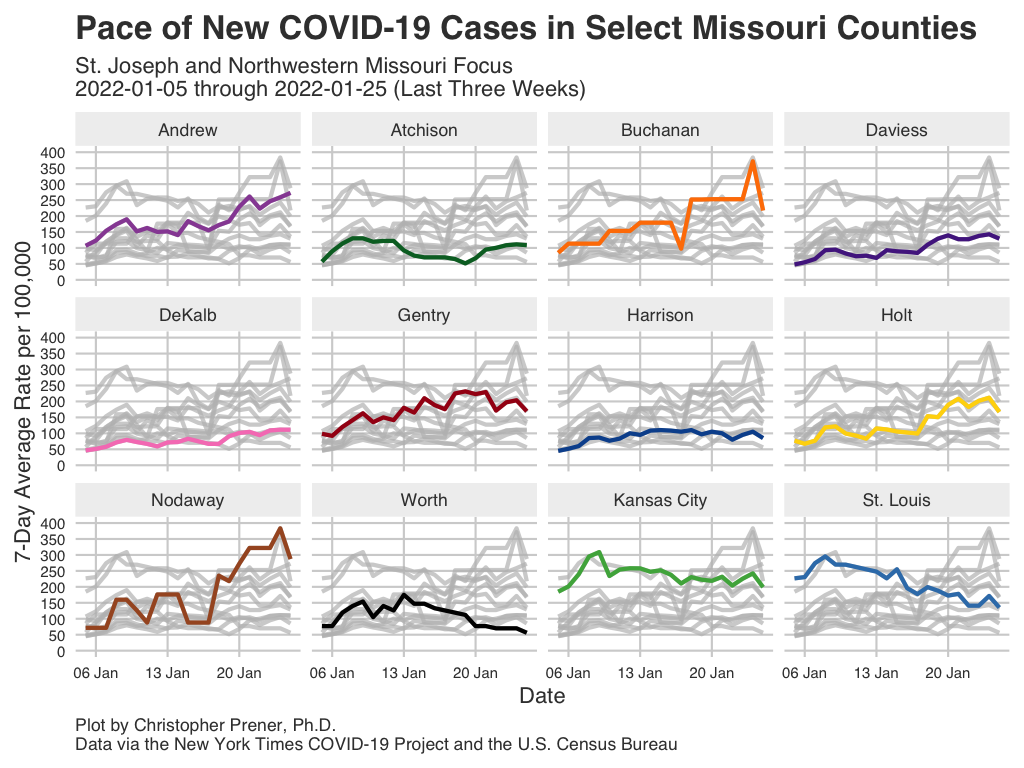 Pace of New COVID-19 Cases in Select Missouri Counties
St. Joseph and Northwestern Missouri Focus
2022-01-05 through 2022-01-25 (Last Three Weeks)
7-Day Average Rate per 100,000
Andrew Atchison Buchanan Daviess
400
350
300
250
200
150
100
50
0
DeKalb Gentry Harrison Holt
400
350
300
250
200
150
100
50
0
Nodaway Worth Kansas City St. Louis
400
350
300
250
200
150
100
50
0
06 Jan 13 Jan 20 Jan 06 Jan 13 Jan 20 Jan 06 Jan 13 Jan 20 Jan 06 Jan 13 Jan 20 Jan
Date
Plot by Christopher Prener, Ph.D.
Data via the New York Times COVID-19 Project and the U.S. Census Bureau